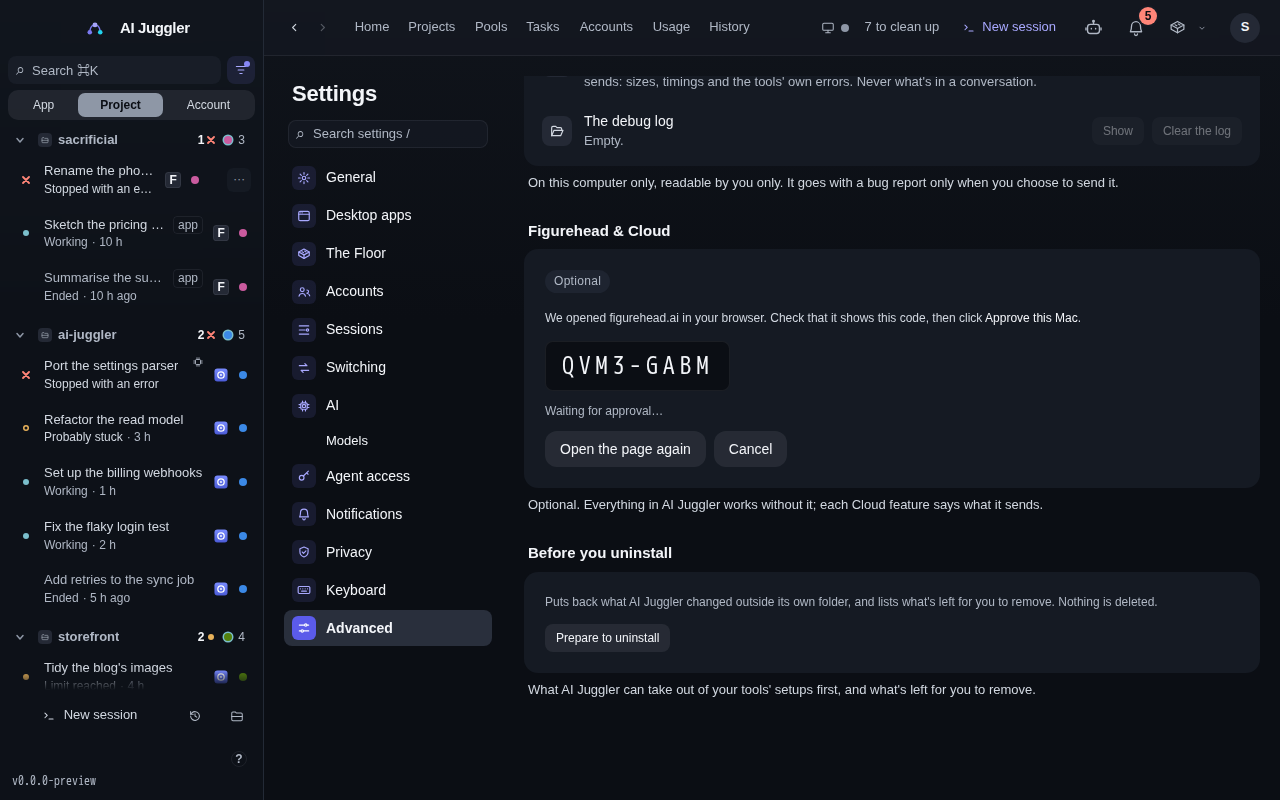 AI Juggler
Search ⌘K
App
Project
Account
sacrificial
1
3
Rename the pho…
Stopped with an e…
F
Sketch the pricing …
app
Working · 10 h
F
Summarise the su…
app
Ended · 10 h ago
F
ai-juggler
2
5
Port the settings parser
Stopped with an error
Refactor the read model
Probably stuck · 3 h
Set up the billing webhooks
Working · 1 h
Fix the flaky login test
Working · 2 h
Add retries to the sync job
Ended · 5 h ago
storefront
2
4
Tidy the blog's images
Limit reached · 4 h
New session
?
v0.0.0-preview
Home
Projects
Pools
Tasks
Accounts
Usage
History
7 to clean up
New session
5
S
Settings
Search settings /
General
Desktop apps
The Floor
Accounts
Sessions
Switching
AI
Models
Agent access
Notifications
Privacy
Keyboard
Advanced
sends: sizes, timings and the tools' own errors. Never what's in a conversation.
The debug log
Empty.
Show
Clear the log
On this computer only, readable by you only. It goes with a bug report only when you choose to send it.
Figurehead & Cloud
Optional
We opened figurehead.ai in your browser. Check that it shows this code, then click Approve this Mac.
QVM3-GABM
Waiting for approval…
Open the page again
Cancel
Optional. Everything in AI Juggler works without it; each Cloud feature says what it sends.
Before you uninstall
Puts back what AI Juggler changed outside its own folder, and lists what's left for you to remove. Nothing is deleted.
Prepare to uninstall
What AI Juggler can take out of your tools' setups first, and what's left for you to remove.